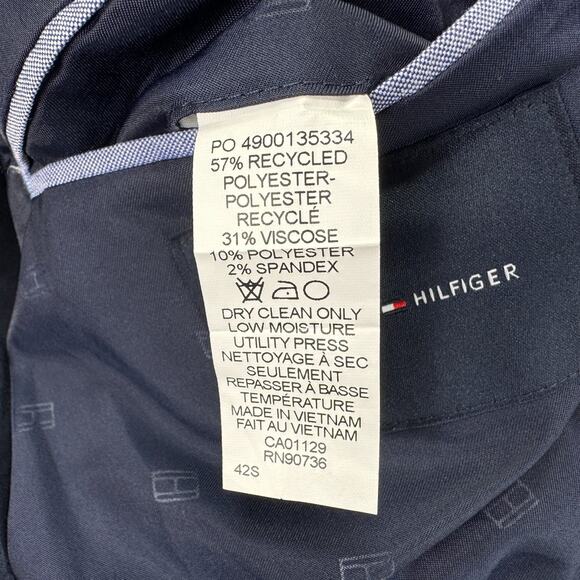 PO 4900135334
57% RECYCLED
POLYESTER-
POLYESTER
RECYCLÉ
31% VISCOSE
10% POLYESTER
2% SPANDEX
DRY CLEAN ONLY
LOW MOISTURE
UTILITY PRESS
NETTOYAGE À SEC
SEULEMENT
REPASSER À BASSE
TEMPÉRATURE
MADE IN VIETNAM
FAIT AU VIETNAM
CA01129
RN90736
42S
HILFIGER